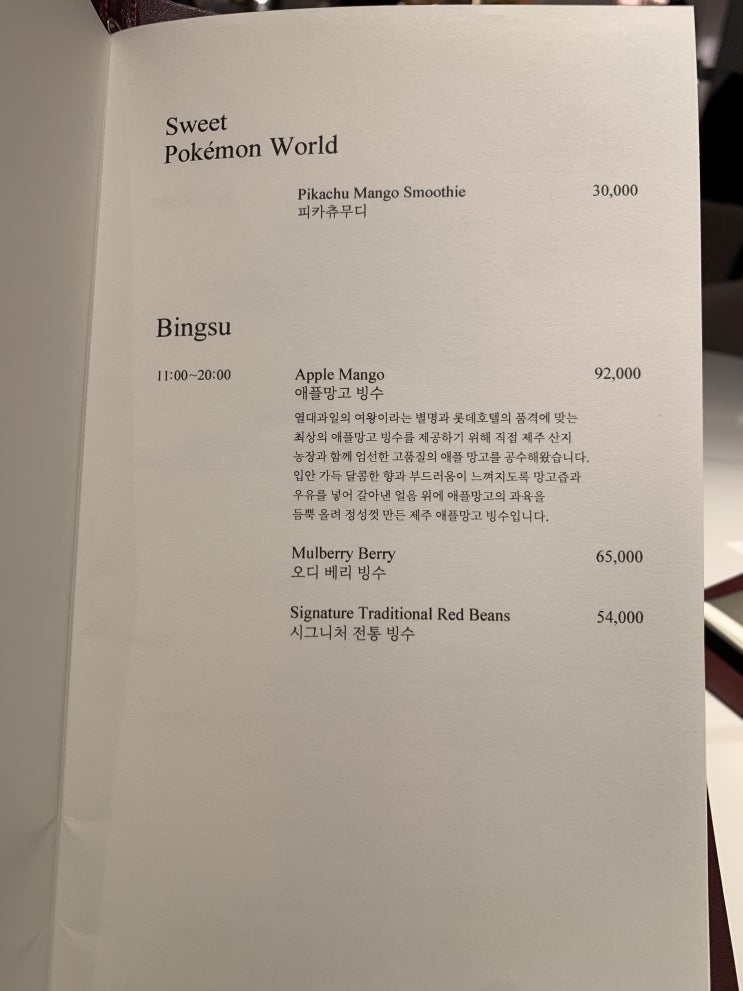 Sweet
Pokémon World
Pikachu Mango Smoothie 30,000
피카츄무디
Bingsu
11:00~20:00 Apple Mango 92,000
애플망고 빙수
열대과일의 여왕이라는 별명과 롯데호텔의 품격에 맞는
최상의 애플망고 빙수를 제공하기 위해 직접 제주 산지
농장과 함께 엄선한 고품질의 애플 망고를 공수해왔습니다.
입안 가득 달콤한 향과 부드러움이 느껴지도록 망고즙과
우유를 넣어 갈아낸 얼음 위에 애플망고의 과육을
듬뿍 올려 정성껏 만든 제주 애플망고 빙수입니다.
Mulberry Berry 65,000
오디 베리 빙수
Signature Traditional Red Beans 54,000
시그니처 전통 빙수